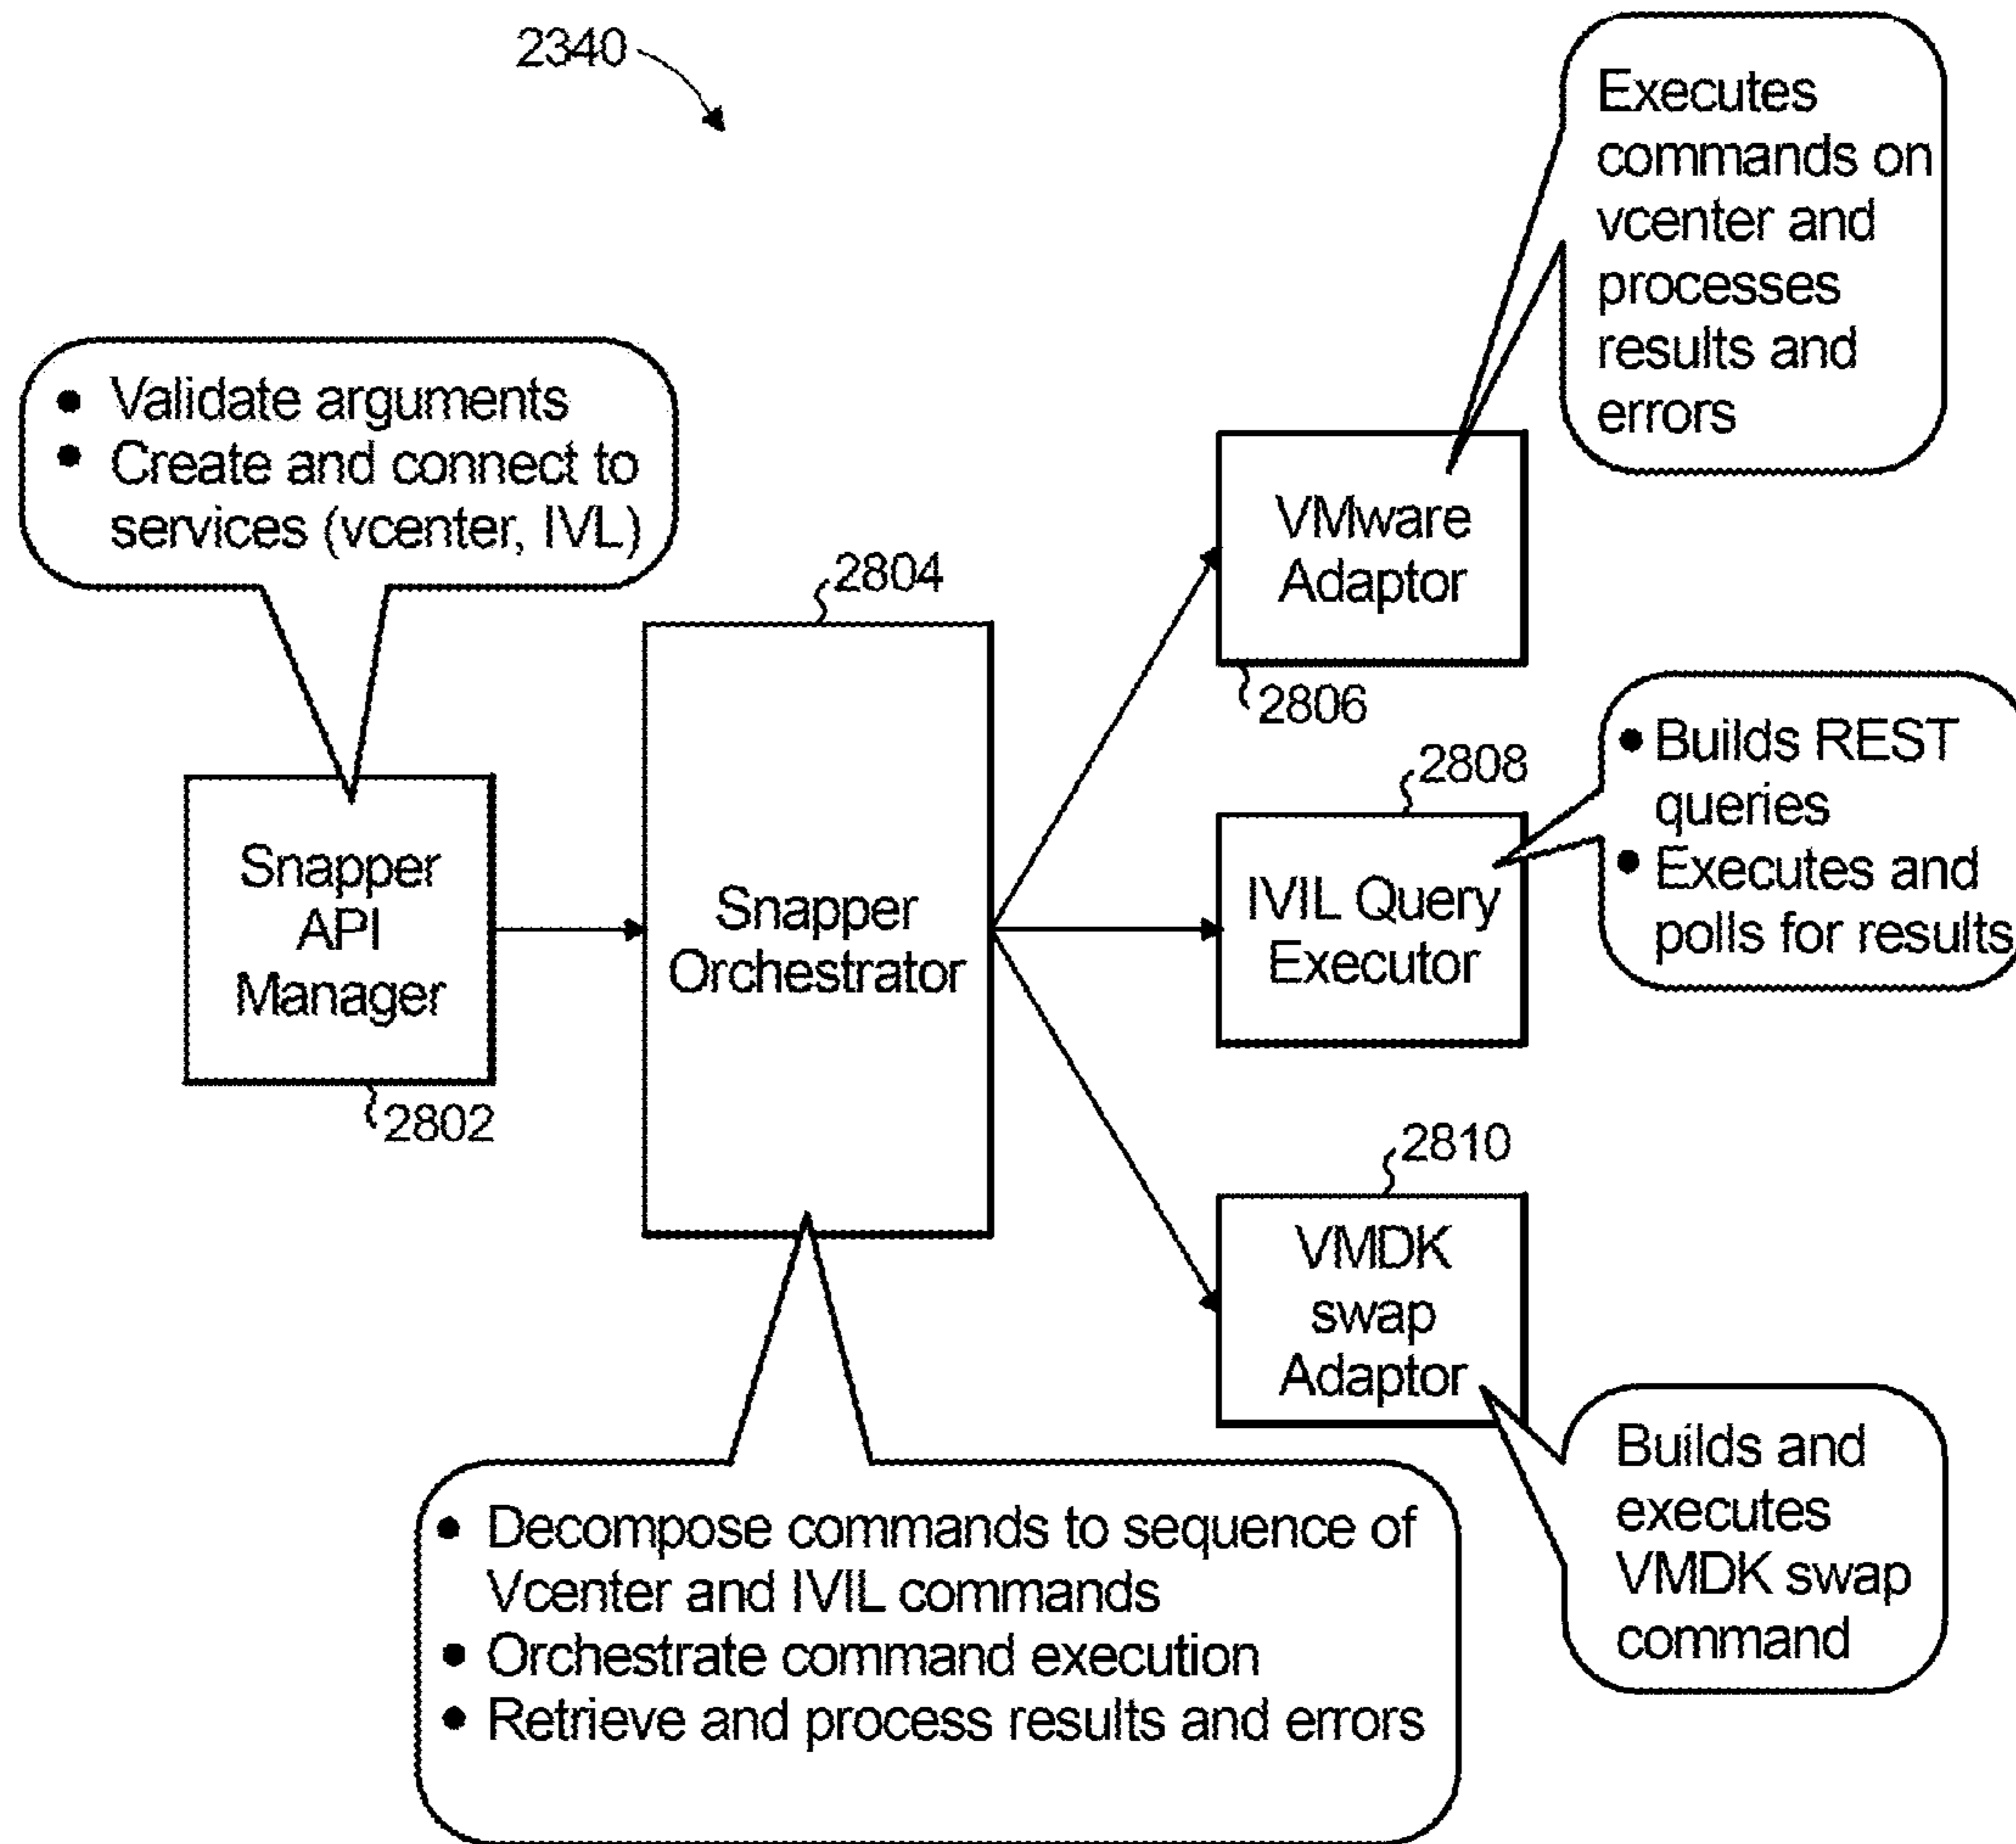 2340
Executes
commands on
vcenter and
processes
results and
errors
• Validate arguments
• Create and connect to
services (vcenter, IVL)
2804
VMware
Adaptor
2806
2808
• Builds REST
queries
• Executes and
polls for results
Snapper
API
Manager
2802
Snapper
Orchestrator
IVIL Query
Executor
2810
VMDK
swap
Adaptor
Builds and
executes
VMDK swap
command
• Decompose commands to sequence of
Vcenter and IVIL commands
• Orchestrate command execution
• Retrieve and process results and errors